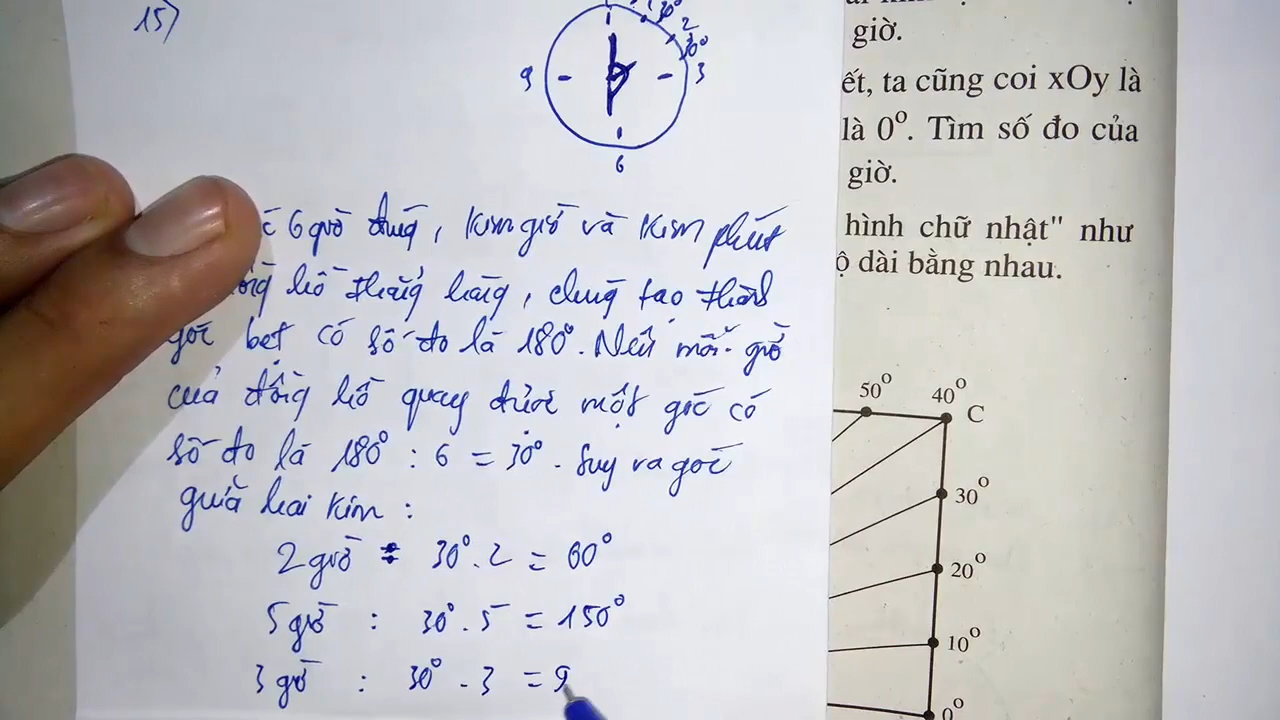 15)
30°
2
30°
9
3
6
6 giờ đúng, kim giờ và kim phút
thẳng hàng, chúng tạo thành
góc bẹt có số đo là 180°. Nên mỗi giờ
của đồng hồ quay được một góc có
số đo là 180° : 6 = 30°. Suy ra góc
giữa hai kim :
2 giờ : 30° . 2 = 60°
5 giờ : 30° . 5 = 150°
3 giờ : 30° . 3 = 9
giờ.
ết, ta cũng coi xOy là
là 0°. Tìm số đo của
giờ.
hình chữ nhật" như
ộ dài bằng nhau.
50° 40° C
30°
20°
10°
0°